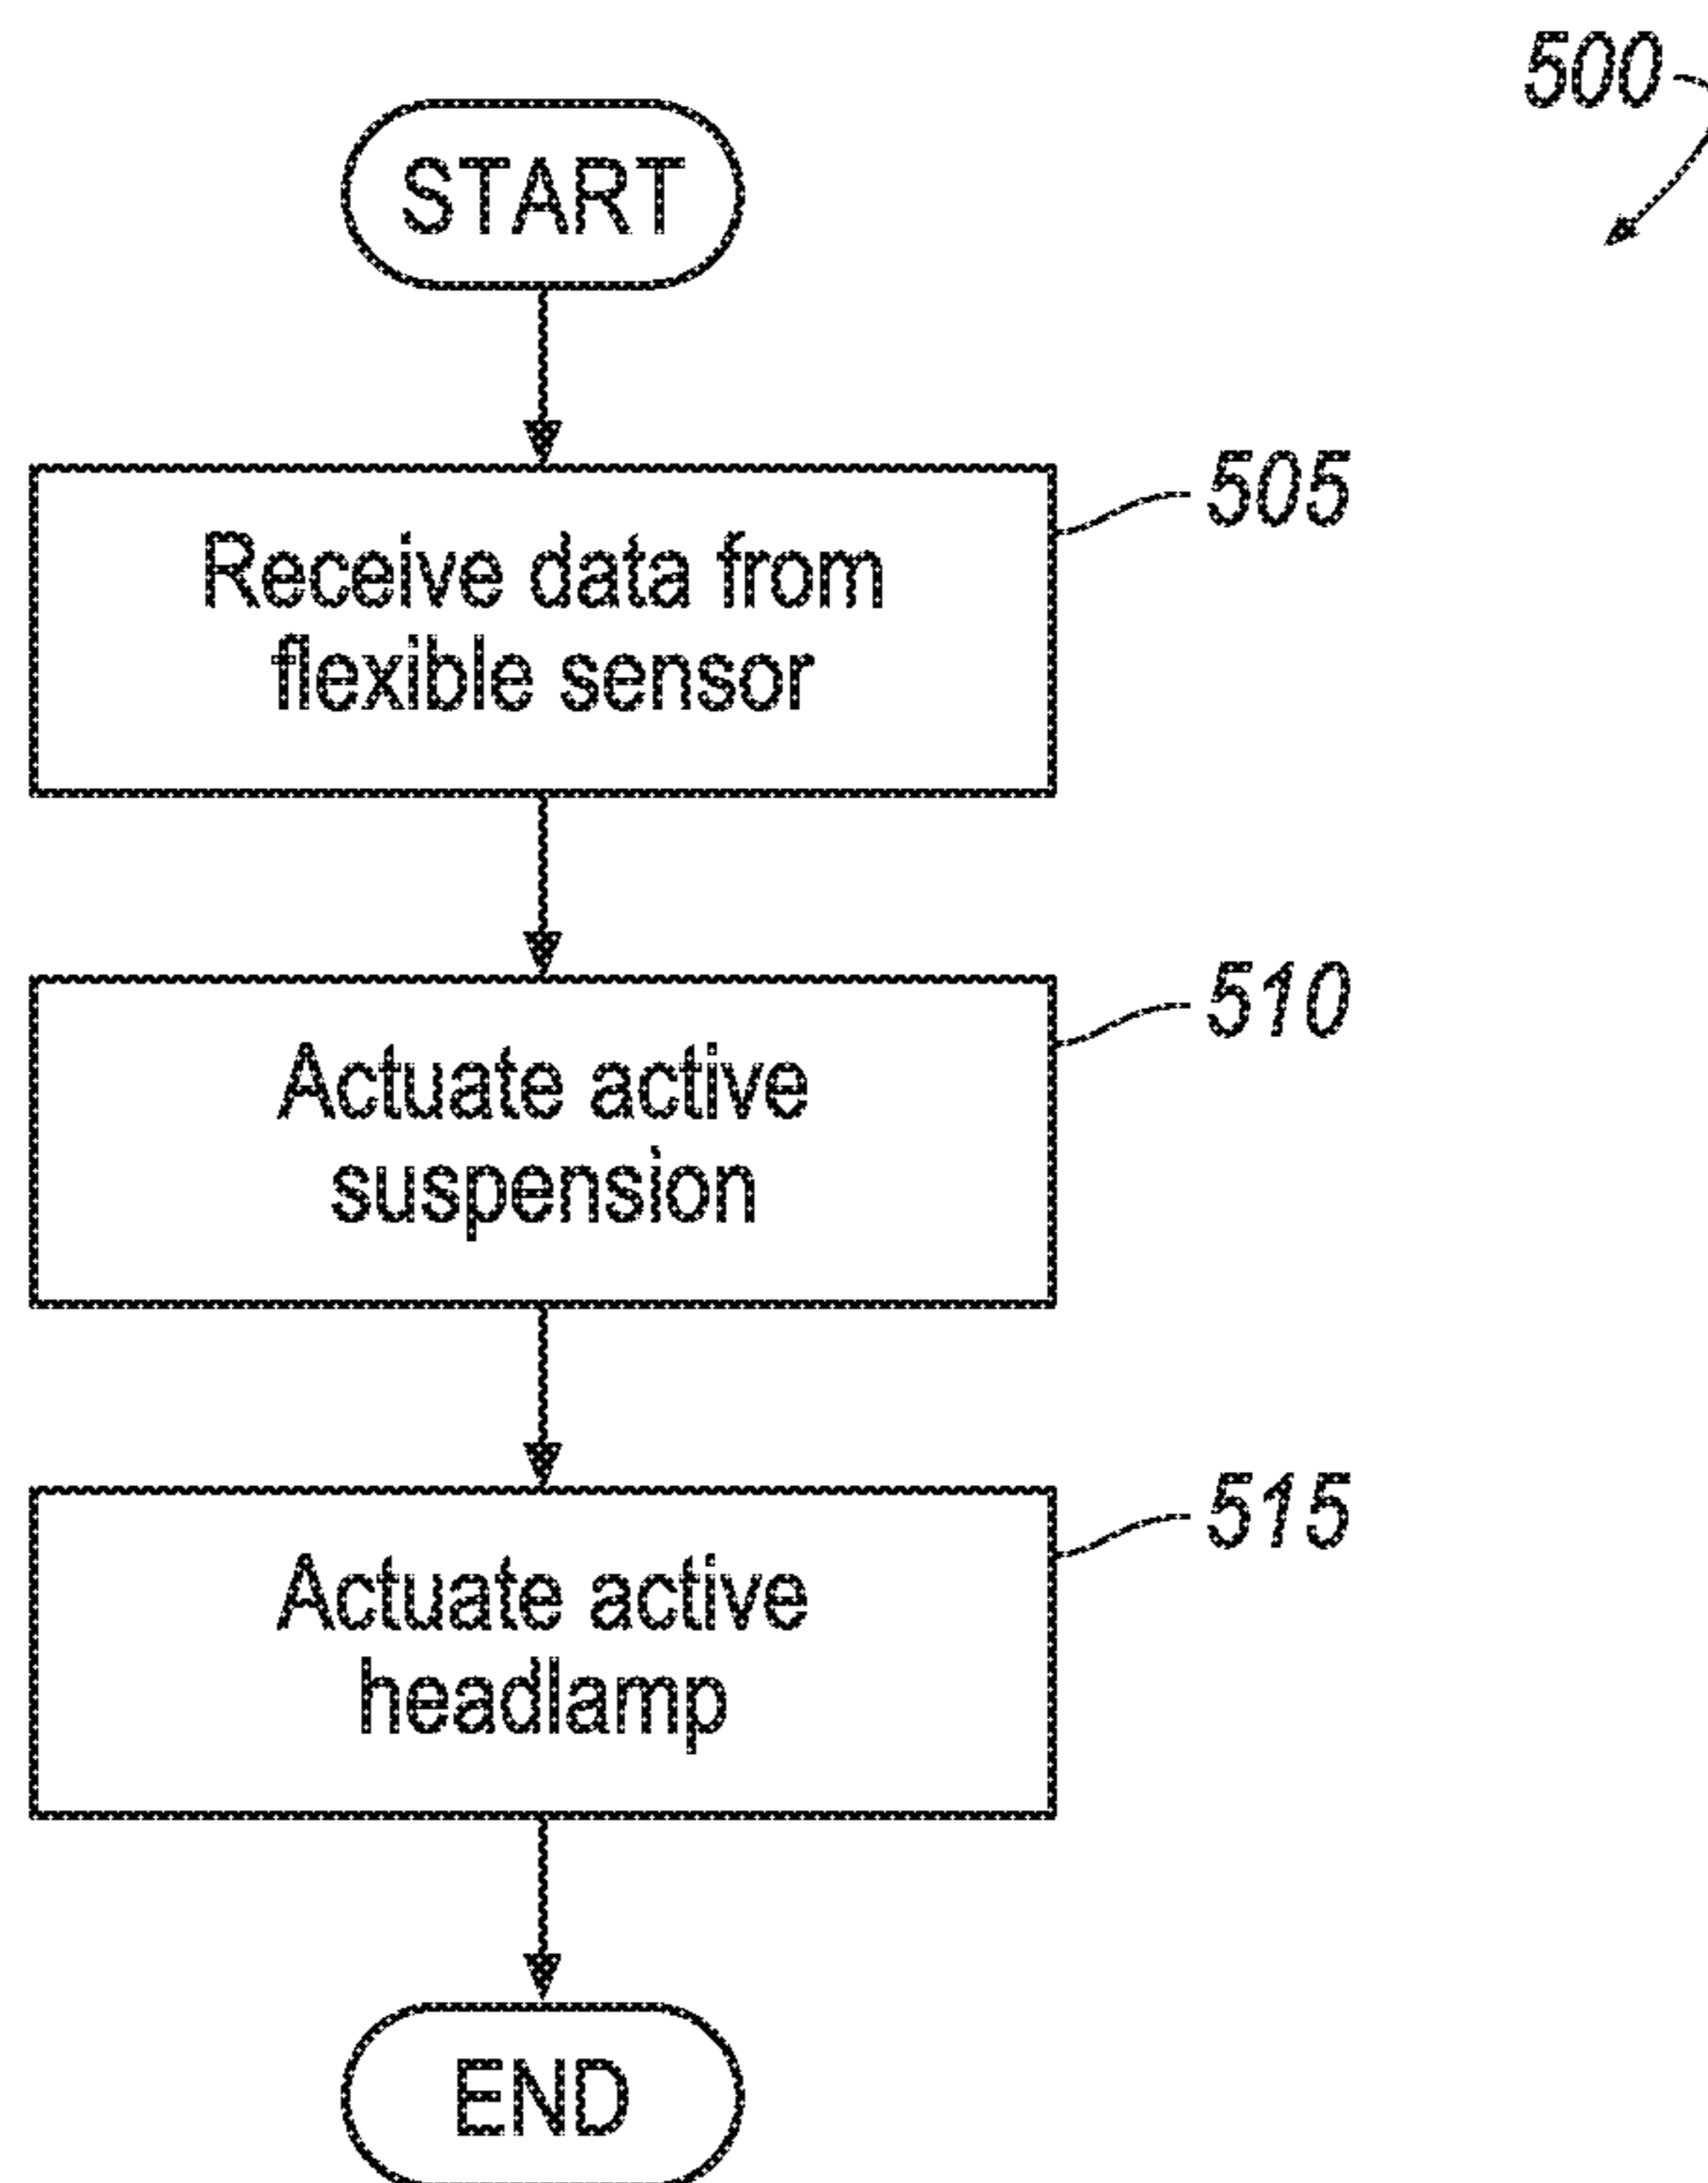 500
START
505
Receive data from
flexible sensor
510
Actuate active
suspension
515
Actuate active
headlamp
END